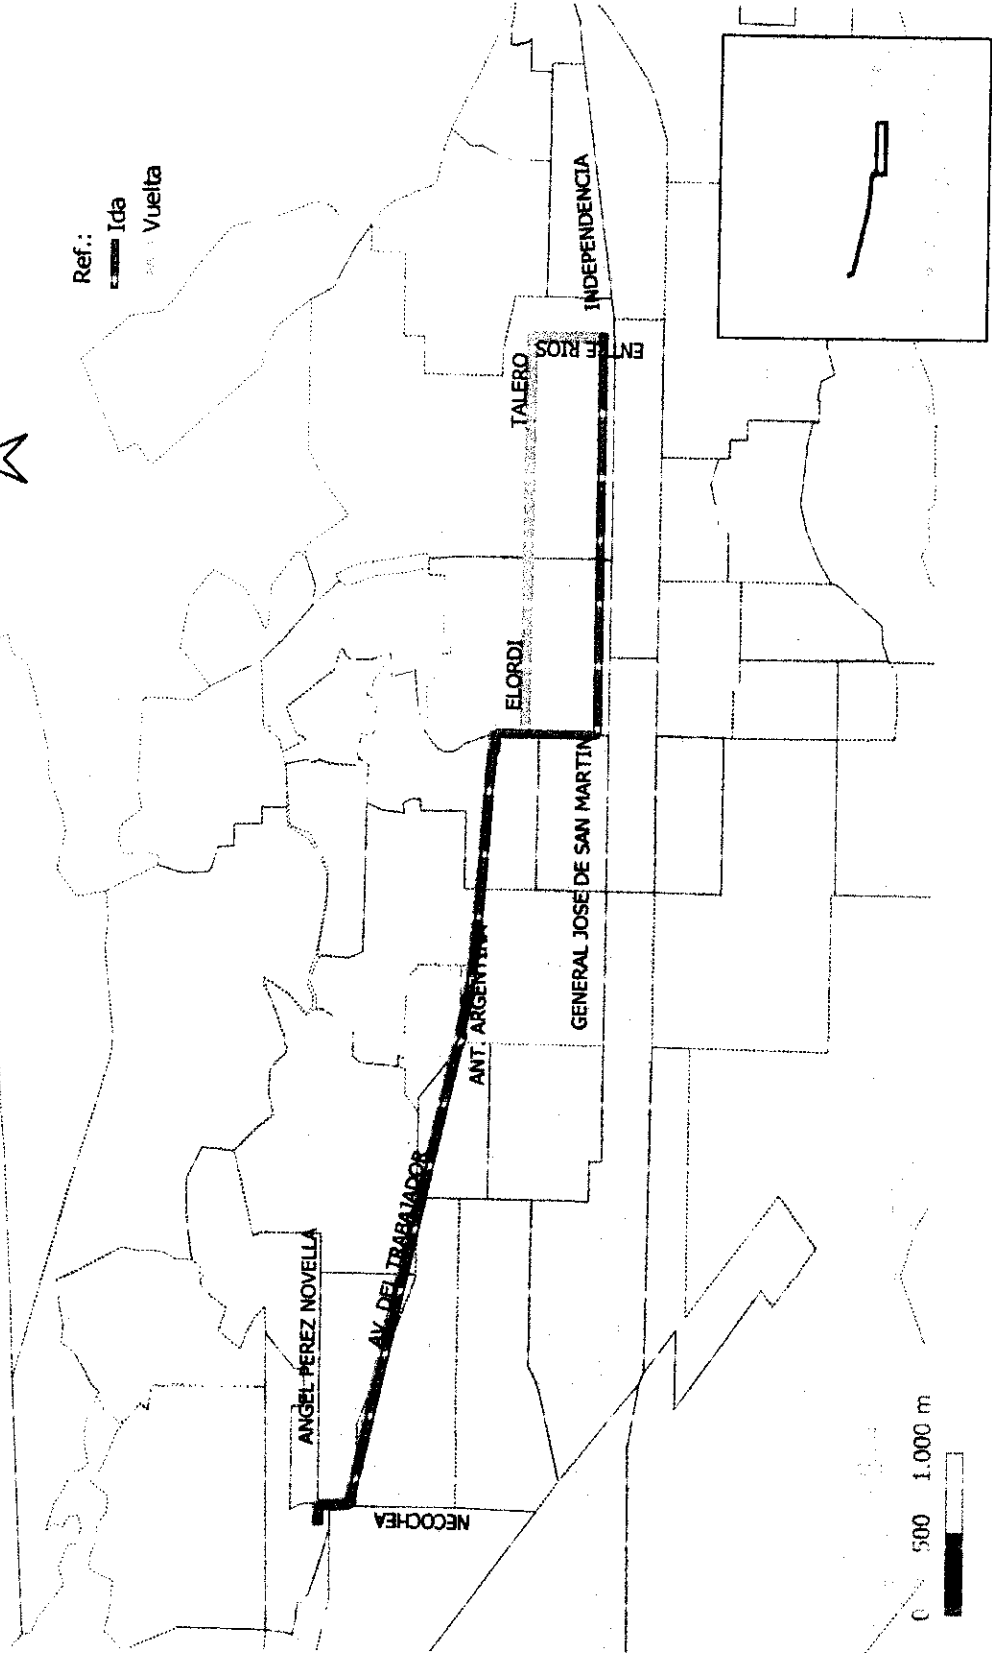 Ref.:
Ida
Vuelta
INDEPENDENCIA
ENTRE RIOS
TALERO
ELORDI
GENERAL JOSE DE SAN MARTIN
ANT. ARGENTINA
AV. DEL TRABAJADOR
ANGEL PEREZ NOVELLA
NECOCHEA
0 500 1.000 m